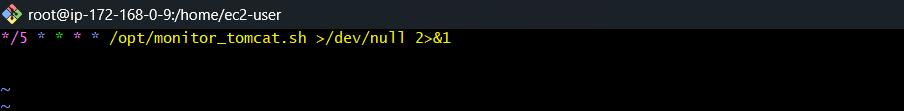 root@ip-172-168-0-9:/home/ec2-user
*/5 * * * * /opt/monitor_tomcat.sh >/dev/null 2>&1
~
~